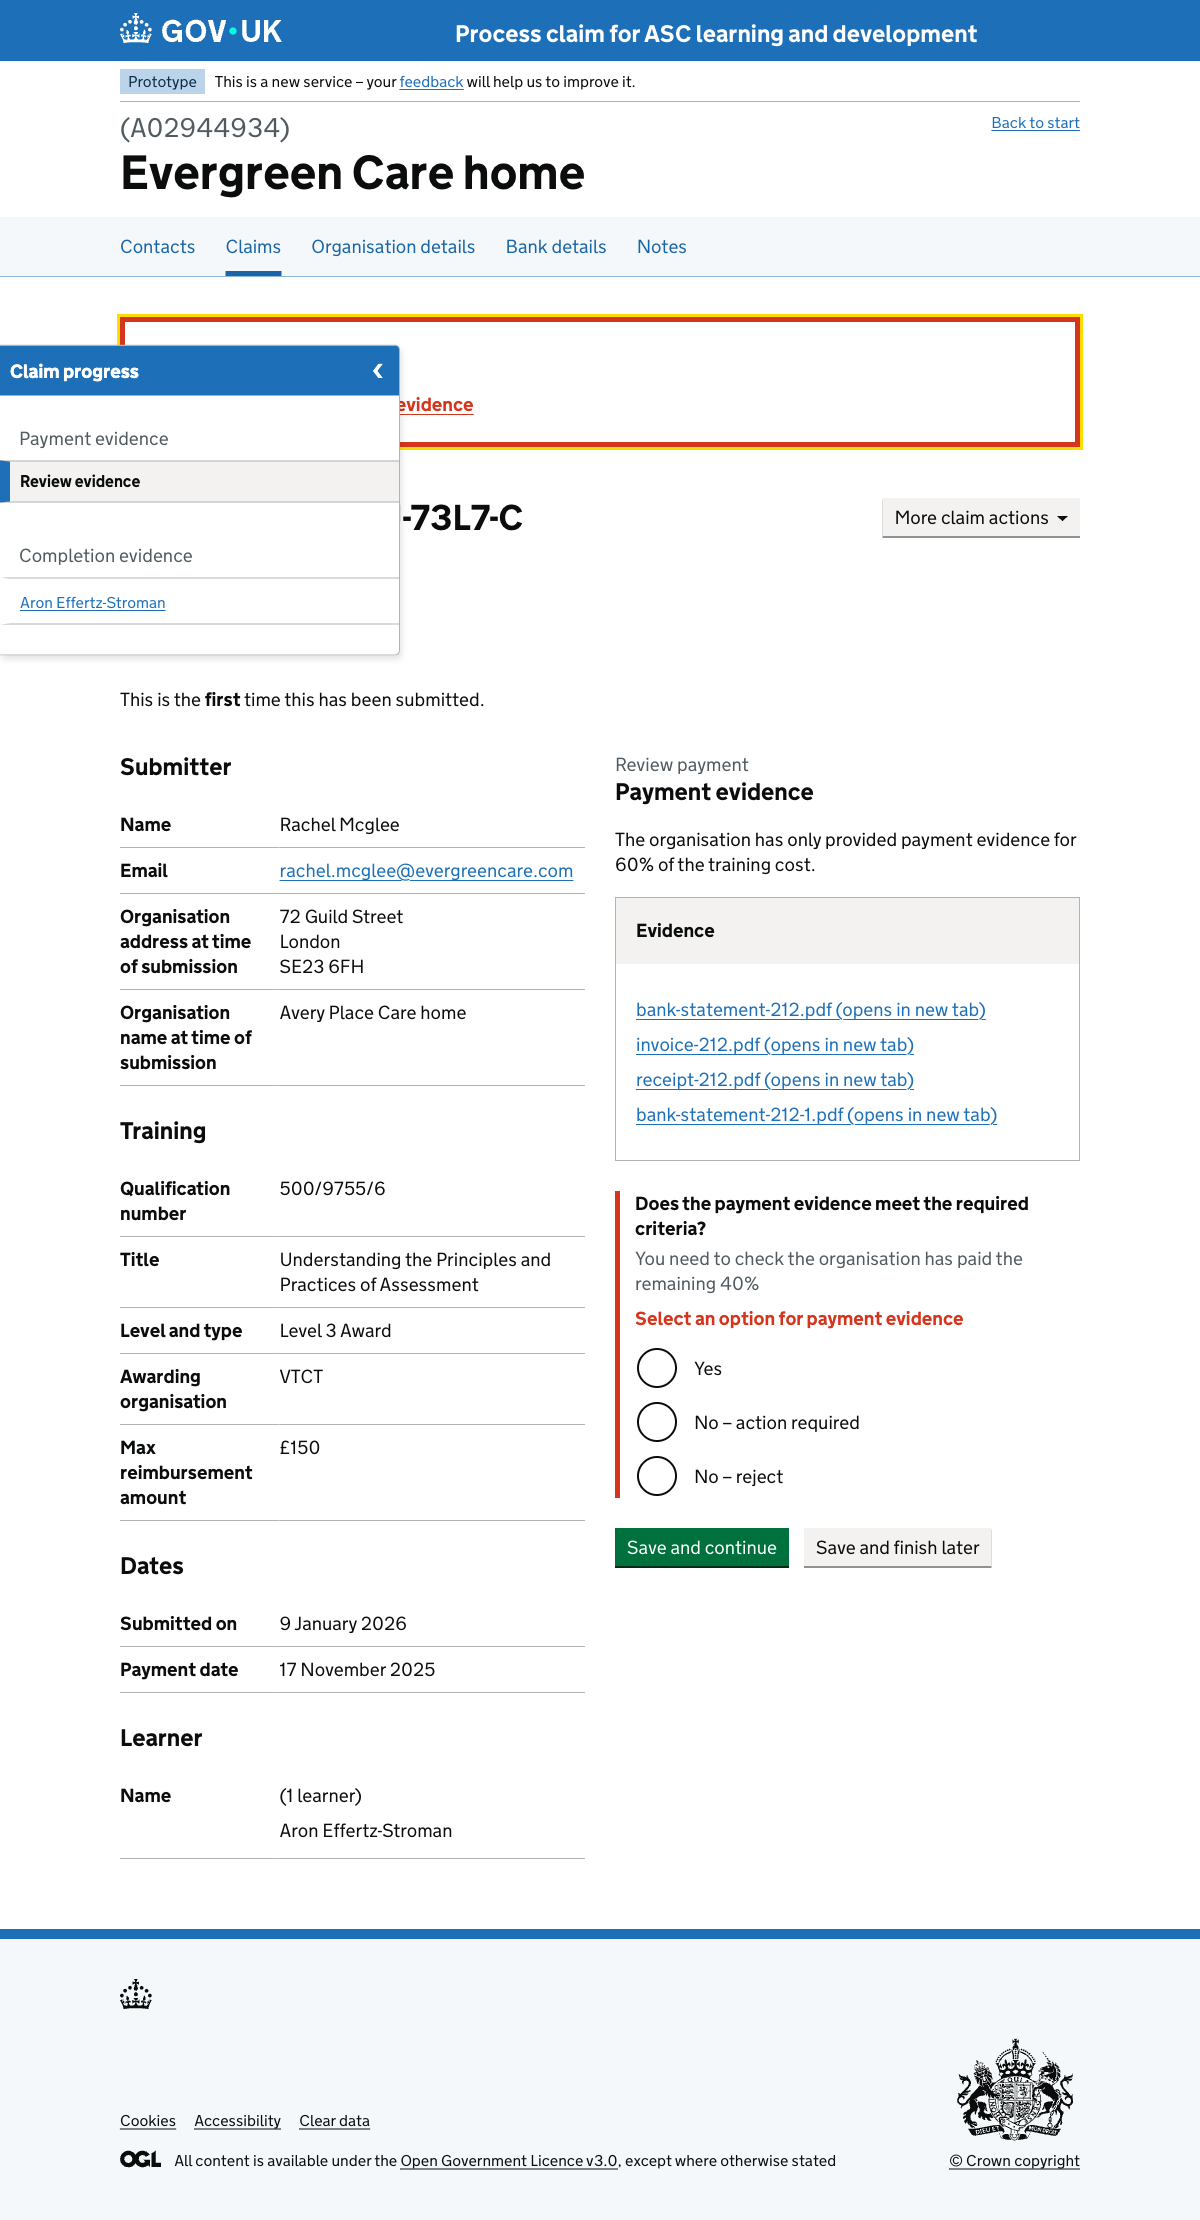 GOV·UK
Process claim for ASC learning and development
Prototype This is a new service – your feedback will help us to improve it.
(A02944934)
Back to start
Evergreen Care home
Contacts Claims Organisation details Bank details Notes
Claim progress
evidence
Payment evidence
Review evidence
-73L7-C
More claim actions
Completion evidence
Aron Effertz-Stroman
This is the first time this has been submitted.
Submitter
Name Rachel Mcglee
Email rachel.mcglee@evergreencare.com
Organisation address at time of submission
72 Guild Street
London
SE23 6FH
Organisation name at time of submission
Avery Place Care home
Training
Qualification number
500/9755/6
Title
Understanding the Principles and
Practices of Assessment
Level and type Level 3 Award
Awarding organisation
VTCT
Max reimbursement amount
£150
Dates
Submitted on 9 January 2026
Payment date 17 November 2025
Learner
Name (1 learner)
Aron Effertz-Stroman
Review payment
Payment evidence
The organisation has only provided payment evidence for
60% of the training cost.
Evidence
bank-statement-212.pdf (opens in new tab)
invoice-212.pdf (opens in new tab)
receipt-212.pdf (opens in new tab)
bank-statement-212-1.pdf (opens in new tab)
Does the payment evidence meet the required
criteria?
You need to check the organisation has paid the
remaining 40%
Select an option for payment evidence
Yes
No – action required
No – reject
Save and continue Save and finish later
Cookies Accessibility Clear data
OGL All content is available under the Open Government Licence v3.0, except where otherwise stated
© Crown copyright